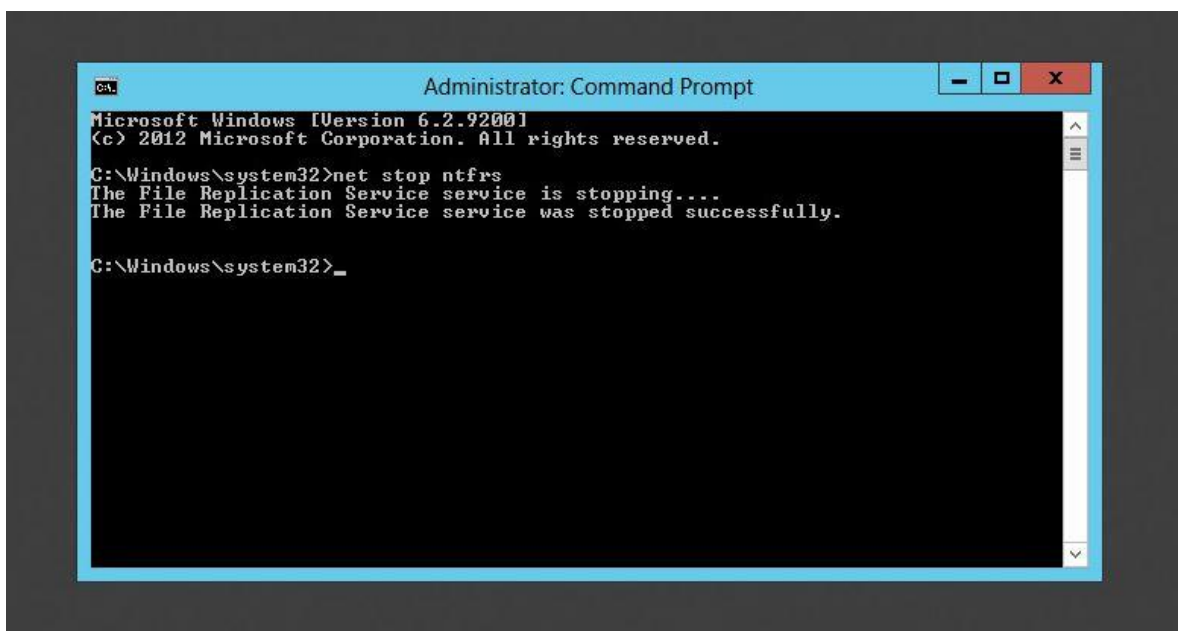 Administrator: Command Prompt
Microsoft Windows [Version 6.2.9200]
(c) 2012 Microsoft Corporation. All rights reserved.
C:\Windows\system32>net stop ntfrs
The File Replication Service service is stopping....
The File Replication Service service was stopped successfully.
C:\Windows\system32>_